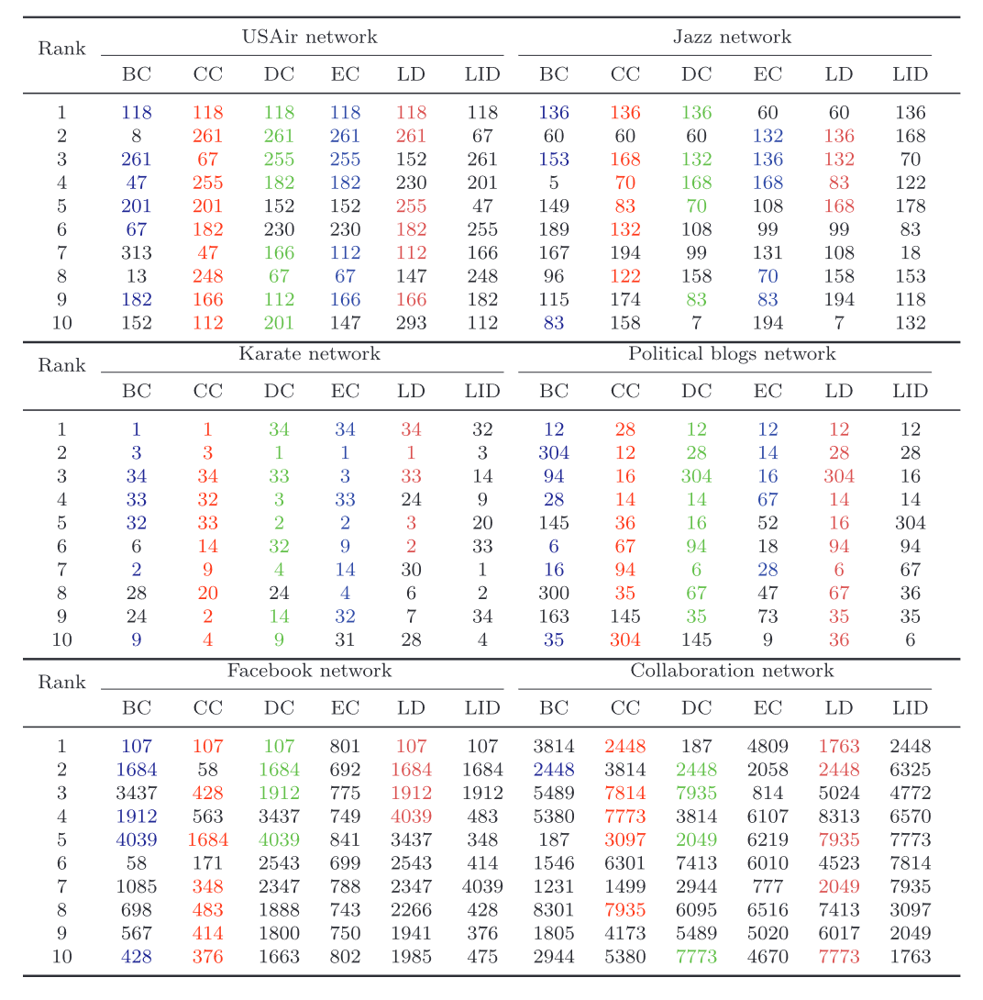 Rank USAir network Jazz network
BC CC DC EC LD LID BC CC DC EC LD LID
1 118 118 118 118 118 118 136 136 136 60 60 136
2 8 261 261 261 261 67 60 60 60 132 136 168
3 261 67 255 255 152 261 153 168 132 136 132 70
4 47 255 182 182 230 201 5 70 168 168 83 122
5 201 201 152 152 255 47 149 83 70 108 168 178
6 67 182 230 230 182 255 189 132 108 99 99 83
7 313 47 166 112 112 166 167 194 99 131 108 18
8 13 248 67 67 147 248 96 122 158 70 158 153
9 182 166 112 166 166 182 115 174 83 83 194 118
10 152 112 201 147 293 112 83 158 7 194 7 132
Rank Karate network Political blogs network
BC CC DC EC LD LID BC CC DC EC LD LID
1 1 1 34 34 34 32 12 28 12 12 12 12
2 3 3 1 1 1 3 304 12 28 14 28 28
3 34 34 33 3 33 14 94 16 304 16 304 16
4 33 32 3 33 24 9 28 14 14 67 14 14
5 32 33 2 2 3 20 145 36 16 52 16 304
6 6 14 32 9 2 33 6 67 94 18 94 94
7 2 9 4 14 30 1 16 94 6 28 6 67
8 28 20 24 4 6 2 300 35 67 47 67 36
9 24 2 14 32 7 34 163 145 35 73 35 35
10 9 4 9 31 28 4 35 304 145 9 36 6
Rank Facebook network Collaboration network
BC CC DC EC LD LID BC CC DC EC LD LID
1 107 107 107 801 107 107 3814 2448 187 4809 1763 2448
2 1684 58 1684 692 1684 1684 2448 3814 2448 2058 2448 6325
3 3437 428 1912 775 1912 1912 5489 7814 7935 814 5024 4772
4 1912 563 3437 749 4039 483 5380 7773 3814 6107 8313 6570
5 4039 1684 4039 841 3437 348 187 3097 2049 6219 7935 7773
6 58 171 2543 699 2543 414 1546 6301 7413 6010 4523 7814
7 1085 348 2347 788 2347 4039 1231 1499 2944 777 2049 7935
8 698 483 1888 743 2266 428 8301 7935 6095 6516 7413 3097
9 567 414 1800 750 1941 376 1805 4173 5489 5020 6017 2049
10 428 376 1663 802 1985 475 2944 5380 7773 4670 7773 1763